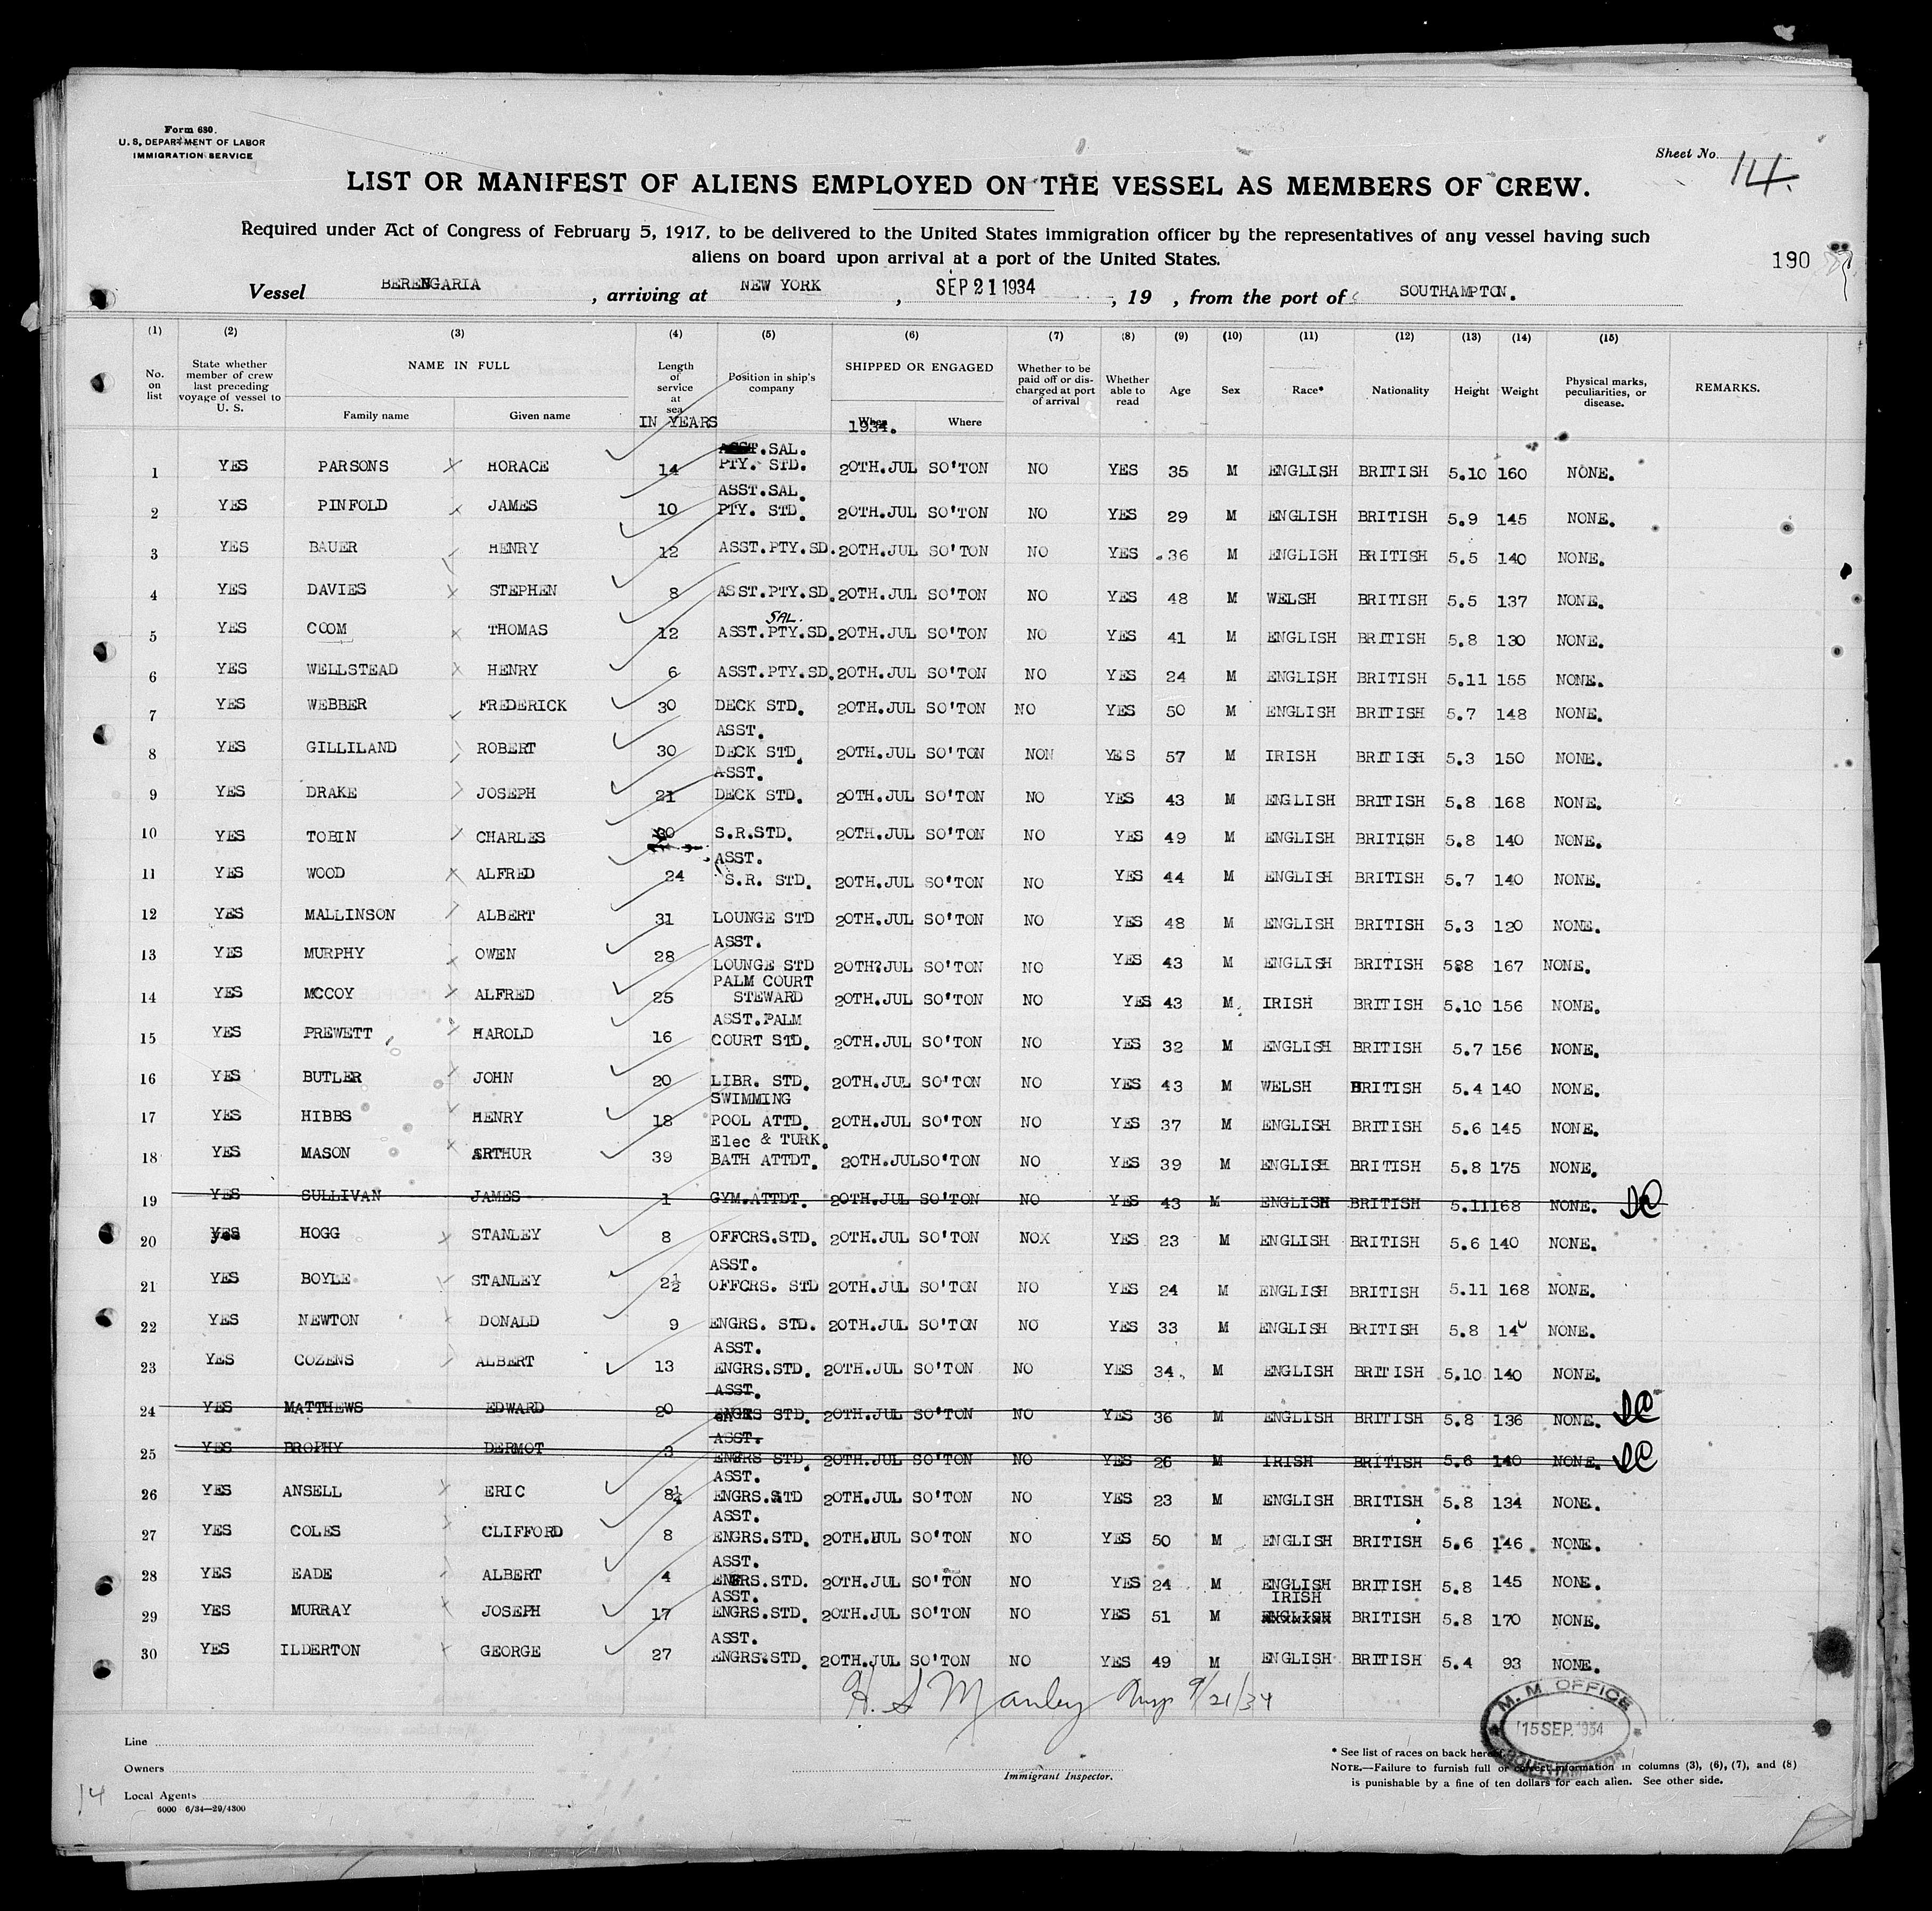 Form 680.
U. S. DEPARTMENT OF LABOR
IMMIGRATION SERVICE
Sheet No. 14.
LIST OR MANIFEST OF ALIENS EMPLOYED ON THE VESSEL AS MEMBERS OF CREW.
Required under Act of Congress of February 5, 1917, to be delivered to the United States immigration officer by the representatives of any vessel having such
aliens on board upon arrival at a port of the United States.
190
Vessel BERENGARIA, arriving at NEW YORK, SEP 21 1934, 19 , from the port of SOUTHAMPTON.
(1) (2) (3) (4) (5) (6) (7) (8) (9) (10) (11) (12) (13) (14) (15)
No. on list
State whether member of crew last preceding voyage of vessel to U. S.
NAME IN FULL
Family name
Given name
Length of service at sea
IN YEARS
Position in ship's company
SHIPPED OR ENGAGED
When
1934.
Where
Whether to be paid off or discharged at port of arrival
Whether able to read
Age
Sex
Race*
Nationality
Height
Weight
Physical marks, peculiarities, or disease.
REMARKS.
1 YES PARSONS HORACE 14 ASST.SAL. PTY. STD. 20TH.JUL SO'TON NO YES 35 M ENGLISH BRITISH 5.10 160 NONE.
2 YES PINFOLD JAMES 10 ASST.SAL. PTY. STD. 20TH.JUL SO'TON NO YES 29 M ENGLISH BRITISH 5.9 145 NONE.
3 YES BAUER HENRY 12 ASST.PTY.SD. 20TH.JUL SO'TON NO YES 36 M ENGLISH BRITISH 5.5 140 NONE.
4 YES DAVIES STEPHEN 8 ASST.PTY.SD. 20TH.JUL SO'TON NO YES 48 M WELSH BRITISH 5.5 137 NONE.
5 YES COOM THOMAS 12 SAL. ASST.PTY.SD. 20TH.JUL SO'TON NO YES 41 M ENGLISH BRITISH 5.8 130 NONE.
6 YES WELLSTEAD HENRY 6 ASST.PTY.SD. 20TH.JUL SO'TON NO YES 24 M ENGLISH BRITISH 5.11 155 NONE.
7 YES WEBBER FREDERICK 30 DECK STD. 20TH.JUL SO'TON NO YES 50 M ENGLISH BRITISH 5.7 148 NONE.
8 YES GILLILAND ROBERT 30 ASST. DECK STD. 20TH.JUL SO'TON NON YES 57 M IRISH BRITISH 5.3 150 NONE.
9 YES DRAKE JOSEPH 21 ASST. DECK STD. 20TH.JUL SO'TON NO YES 43 M ENGLISH BRITISH 5.8 168 NONE.
10 YES TOBIN CHARLES 30 S.R.STD. 20TH.JUL SO'TON NO YES 49 M ENGLISH BRITISH 5.8 140 NONE.
11 YES WOOD ALFRED 24 ASST. S.R. STD. 20TH.JUL SO'TON NO YES 44 M ENGLISH BRITISH 5.7 140 NONE.
12 YES MALLINSON ALBERT 31 LOUNGE STD 20TH.JUL SO'TON NO YES 48 M ENGLISH BRITISH 5.3 120 NONE.
13 YES MURPHY OWEN 28 ASST. LOUNGE STD 20TH?JUL SO'TON NO YES 43 M ENGLISH BRITISH 588 167 NONE.
14 YES MCCOY ALFRED 25 PALM COURT STEWARD 20TH.JUL SO'TON NO YES 43 M IRISH BRITISH 5.10 156 NONE.
15 YES PREWETT HAROLD 16 ASST.PALM COURT STD. 20TH.JUL SO'TON NO YES 32 M ENGLISH BRITISH 5.7 156 NONE.
16 YES BUTLER JOHN 20 LIBR. STD. 20TH.JUL SO'TON NO YES 43 M WELSH BRITISH 5.4 140 NONE.
17 YES HIBBS HENRY 18 SWIMMING POOL ATTD. 20TH.JUL SO'TON NO YES 37 M ENGLISH BRITISH 5.6 145 NONE.
18 YES MASON ARTHUR 39 Elec & TURK. BATH ATTDT. 20TH.JUL SO'TON NO YES 39 M ENGLISH BRITISH 5.8 175 NONE.
19 YES SULLIVAN JAMES 1 GYM.ATTDT. 20TH.JUL SO'TON NO YES 43 M ENGLISH BRITISH 5.11 168 NONE.
20 YES HOGG STANLEY 8 OFFCRS.STD. 20TH.JUL SO'TON NOX YES 23 M ENGLISH BRITISH 5.6 140 NONE.
21 YES BOYLE STANLEY 2½ ASST. OFFCRS. STD 20TH.JUL SO'TON NO YES 24 M ENGLISH BRITISH 5.11 168 NONE.
22 YES NEWTON DONALD 9 ENGRS. STD. 20TH.JUL SO'TON NO YES 33 M ENGLISH BRITISH 5.8 140 NONE.
23 YES COZENS ALBERT 13 ASST. ENGRS.STD. 20TH.JUL SO'TON NO YES 34 M ENGLISH BRITISH 5.10 140 NONE.
24 YES MATTHEWS EDWARD 20 ASST. ENGRS STD. 20TH.JUL SO'TON NO YES 36 M ENGLISH BRITISH 5.8 136 NONE.
25 YES BROPHY DERMOT 3 ASST. ENGRS STD. 20TH.JUL SO'TON NO YES 26 M IRISH BRITISH 5.6 140 NONE.
26 YES ANSELL ERIC 8¼ ASST. ENGRS.STD 20TH.JUL SO'TON NO YES 23 M ENGLISH BRITISH 5.8 134 NONE.
27 YES COLES CLIFFORD 8 ASST. ENGRS.STD. 20TH.HUL SO'TON NO YES 50 M ENGLISH BRITISH 5.6 146 NONE.
28 YES EADE ALBERT 4 ASST. ENGRS.STD. 20TH.JUL SO'TON NO YES 24 M ENGLISH BRITISH 5.8 145 NONE.
29 YES MURRAY JOSEPH 17 ASST. ENGRS.STD. 20TH.JUL SO'TON NO YES 51 M IRISH ENGLISH BRITISH 5.8 170 NONE.
30 YES ILDERTON GEORGE 27 ASST. ENGRS.STD. 20TH.JUL SO'TON NO YES 49 M ENGLISH BRITISH 5.4 93 NONE.
H. S Manley Insp 9/21/34
M. M. OFFICE
15 SEP. 1934
SOUTHAMPTON
Line
Owners
Local Agents
6000 6/34—29/4300
14
Immigrant Inspector.
* See list of races on back hereof.
NOTE.—Failure to furnish full or correct information in columns (3), (6), (7), and (8)
is punishable by a fine of ten dollars for each alien. See other side.